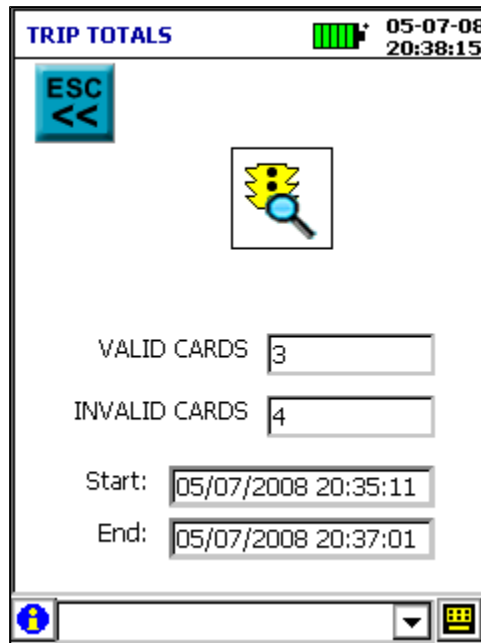 TRIP TOTALS
05-07-08
20:38:15
ESC
<<
VALID CARDS 3
INVALID CARDS 4
Start: 05/07/2008 20:35:11
End: 05/07/2008 20:37:01